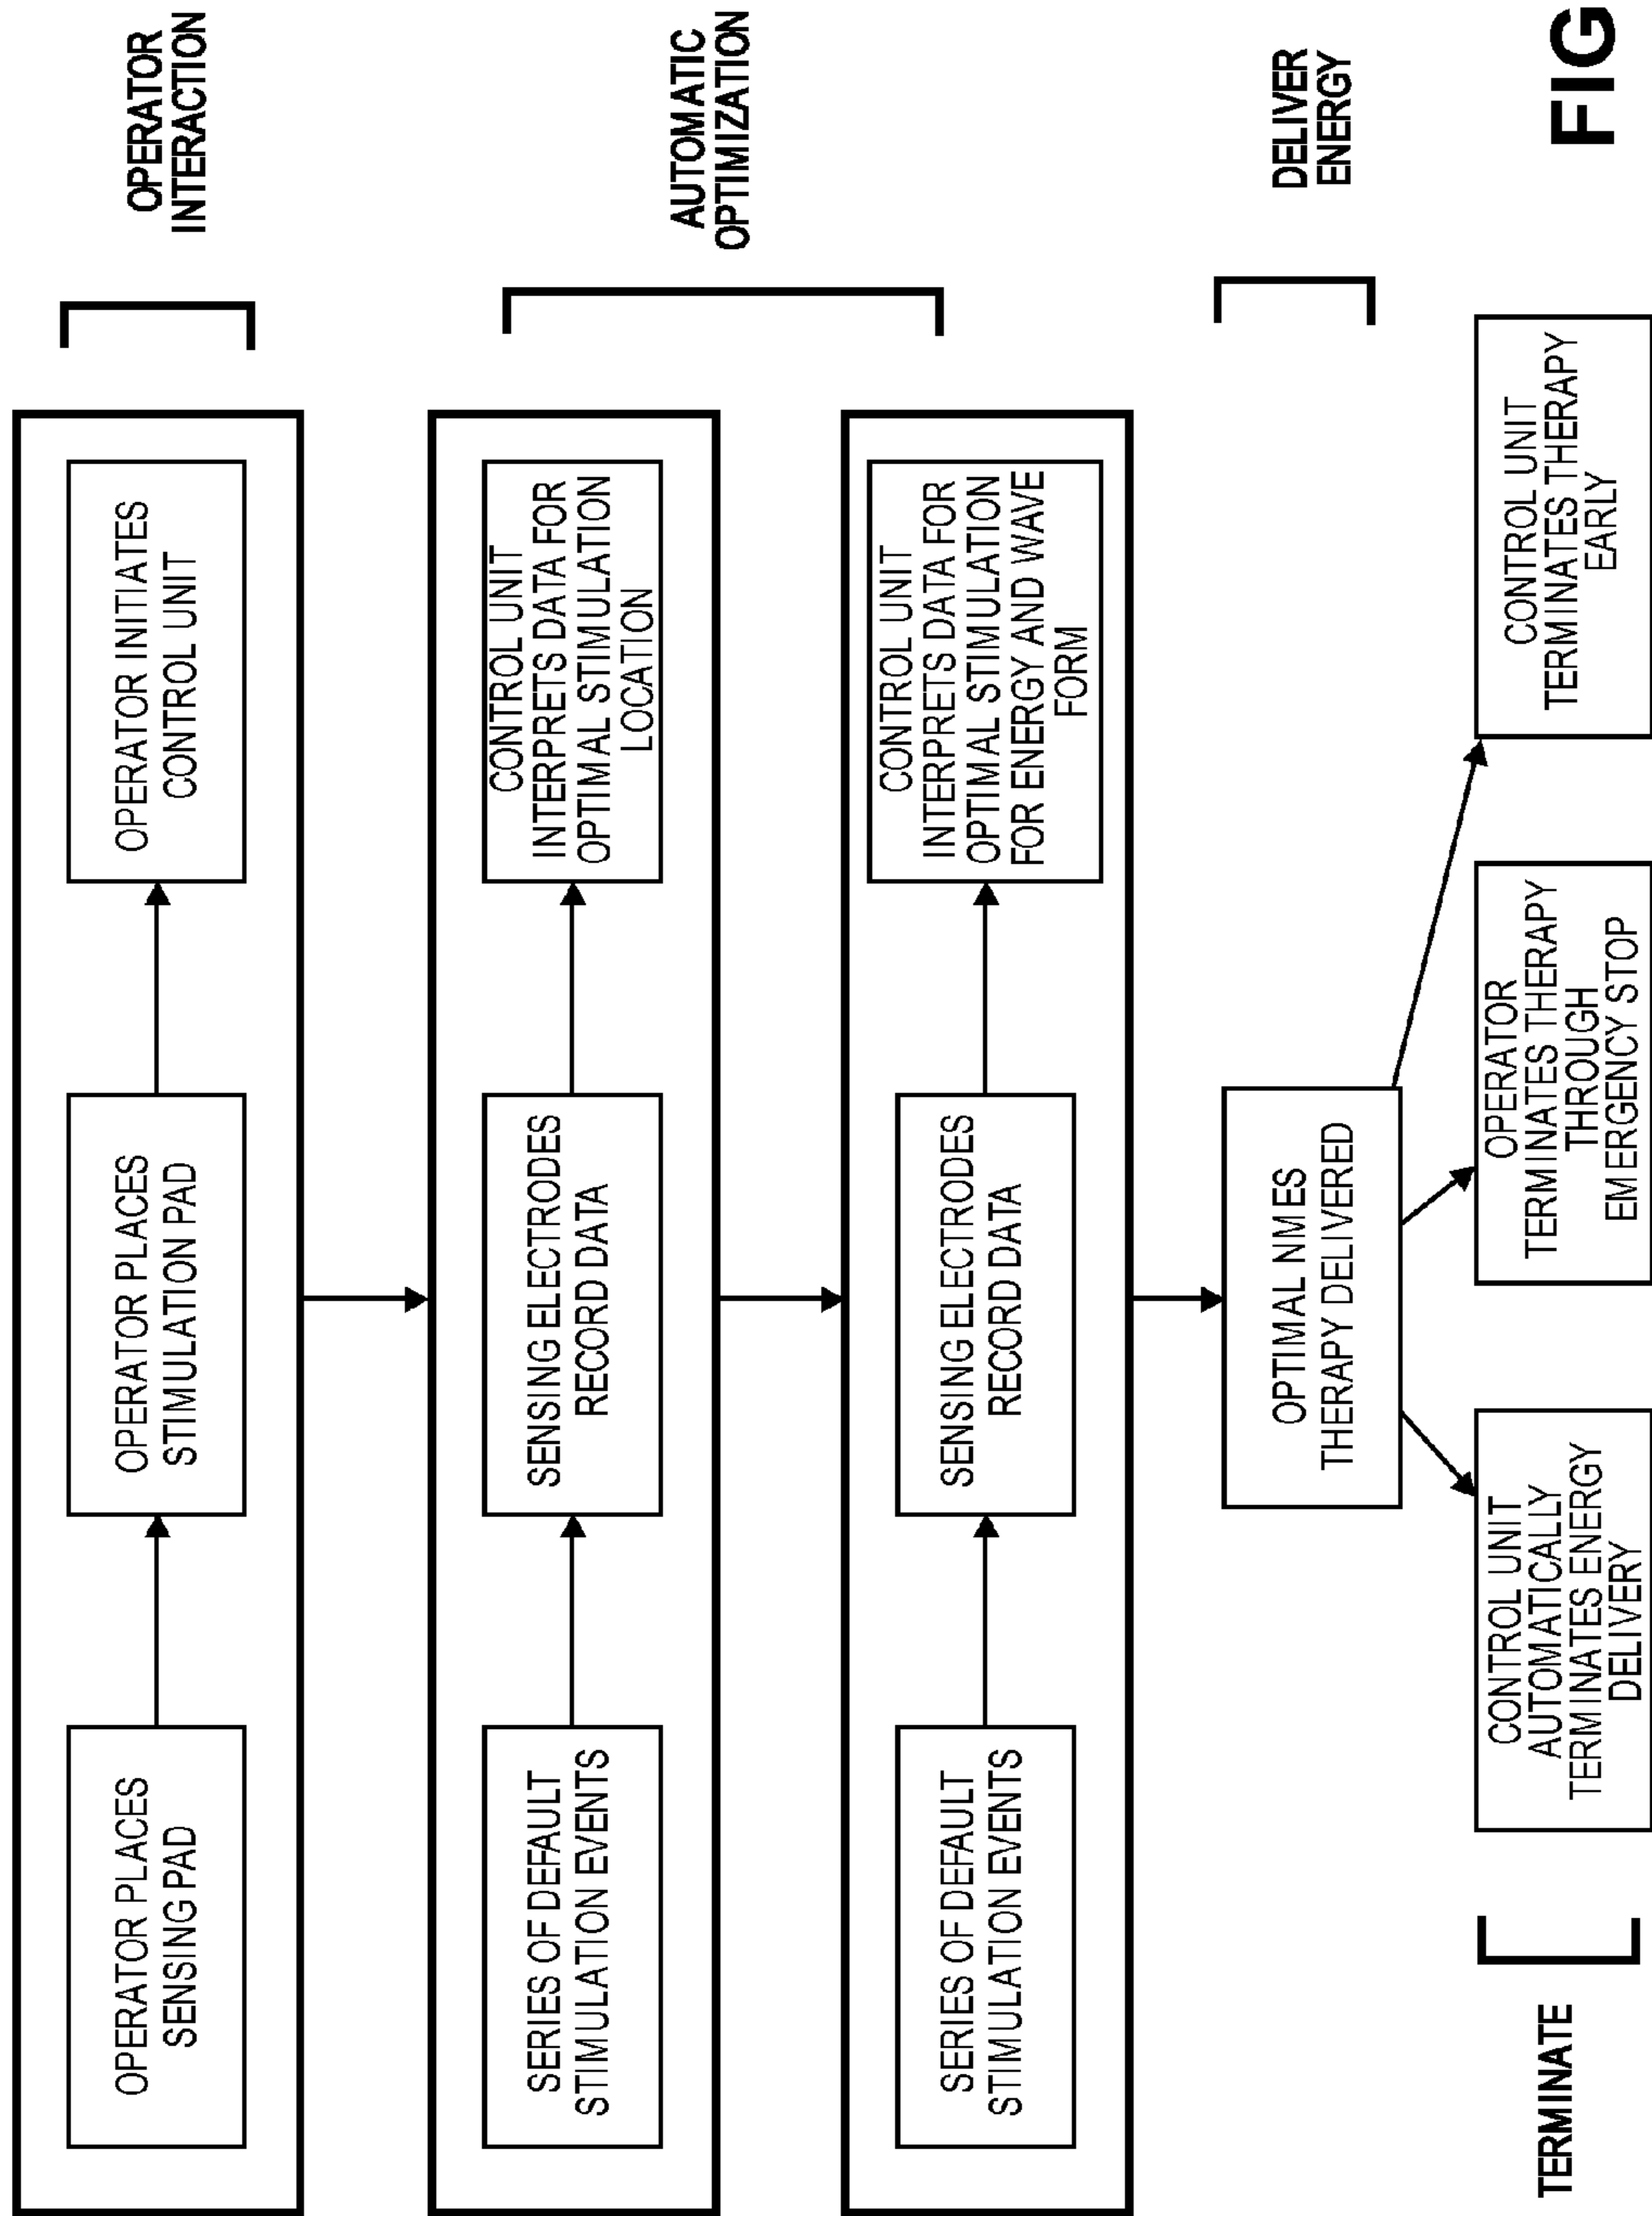 OPERATOR PLACES
SENSING PAD
OPERATOR PLACES
STIMULATION PAD
OPERATOR INITIATES
CONTROL UNIT
OPERATOR
INTERACTION
SERIES OF DEFAULT
STIMULATION EVENTS
SENSING ELECTRODES
RECORD DATA
CONTROL UNIT
INTERPRETS DATA FOR
OPTIMAL STIMULATION
LOCATION
AUTOMATIC
OPTIMIZATION
SERIES OF DEFAULT
STIMULATION EVENTS
SENSING ELECTRODES
RECORD DATA
CONTROL UNIT
INTERPRETS DATA FOR
OPTIMAL STIMULATION
FOR ENERGY AND WAVE
FORM
OPTIMAL NMES
THERAPY DELIVERED
DELIVER
ENERGY
TERMINATE
CONTROL UNIT
AUTOMATICALLY
TERMINATES ENERGY
DELIVERY
OPERATOR
TERMINATES THERAPY
THROUGH
EMERGENCY STOP
CONTROL UNIT
TERMINATES THERAPY
EARLY
FIG